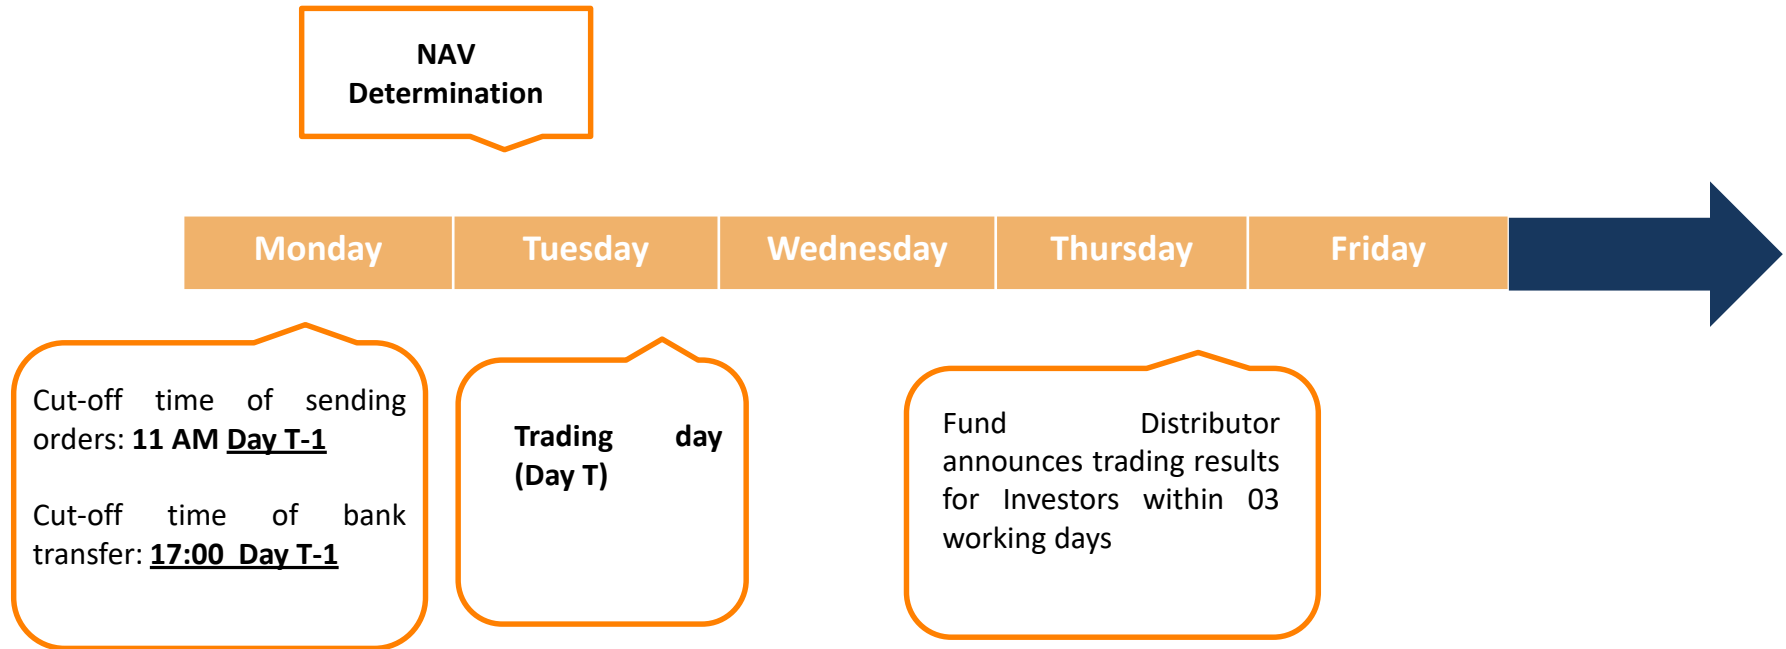 NAV
Determination
Monday
Tuesday
Wednesday
Thursday
Friday
Cut-off time of sending
orders: 11 AM Day T-1
Cut-off time of bank
transfer: 17:00 Day T-1
Trading day
(Day T)
Fund Distributor
announces trading results
for Investors within 03
working days